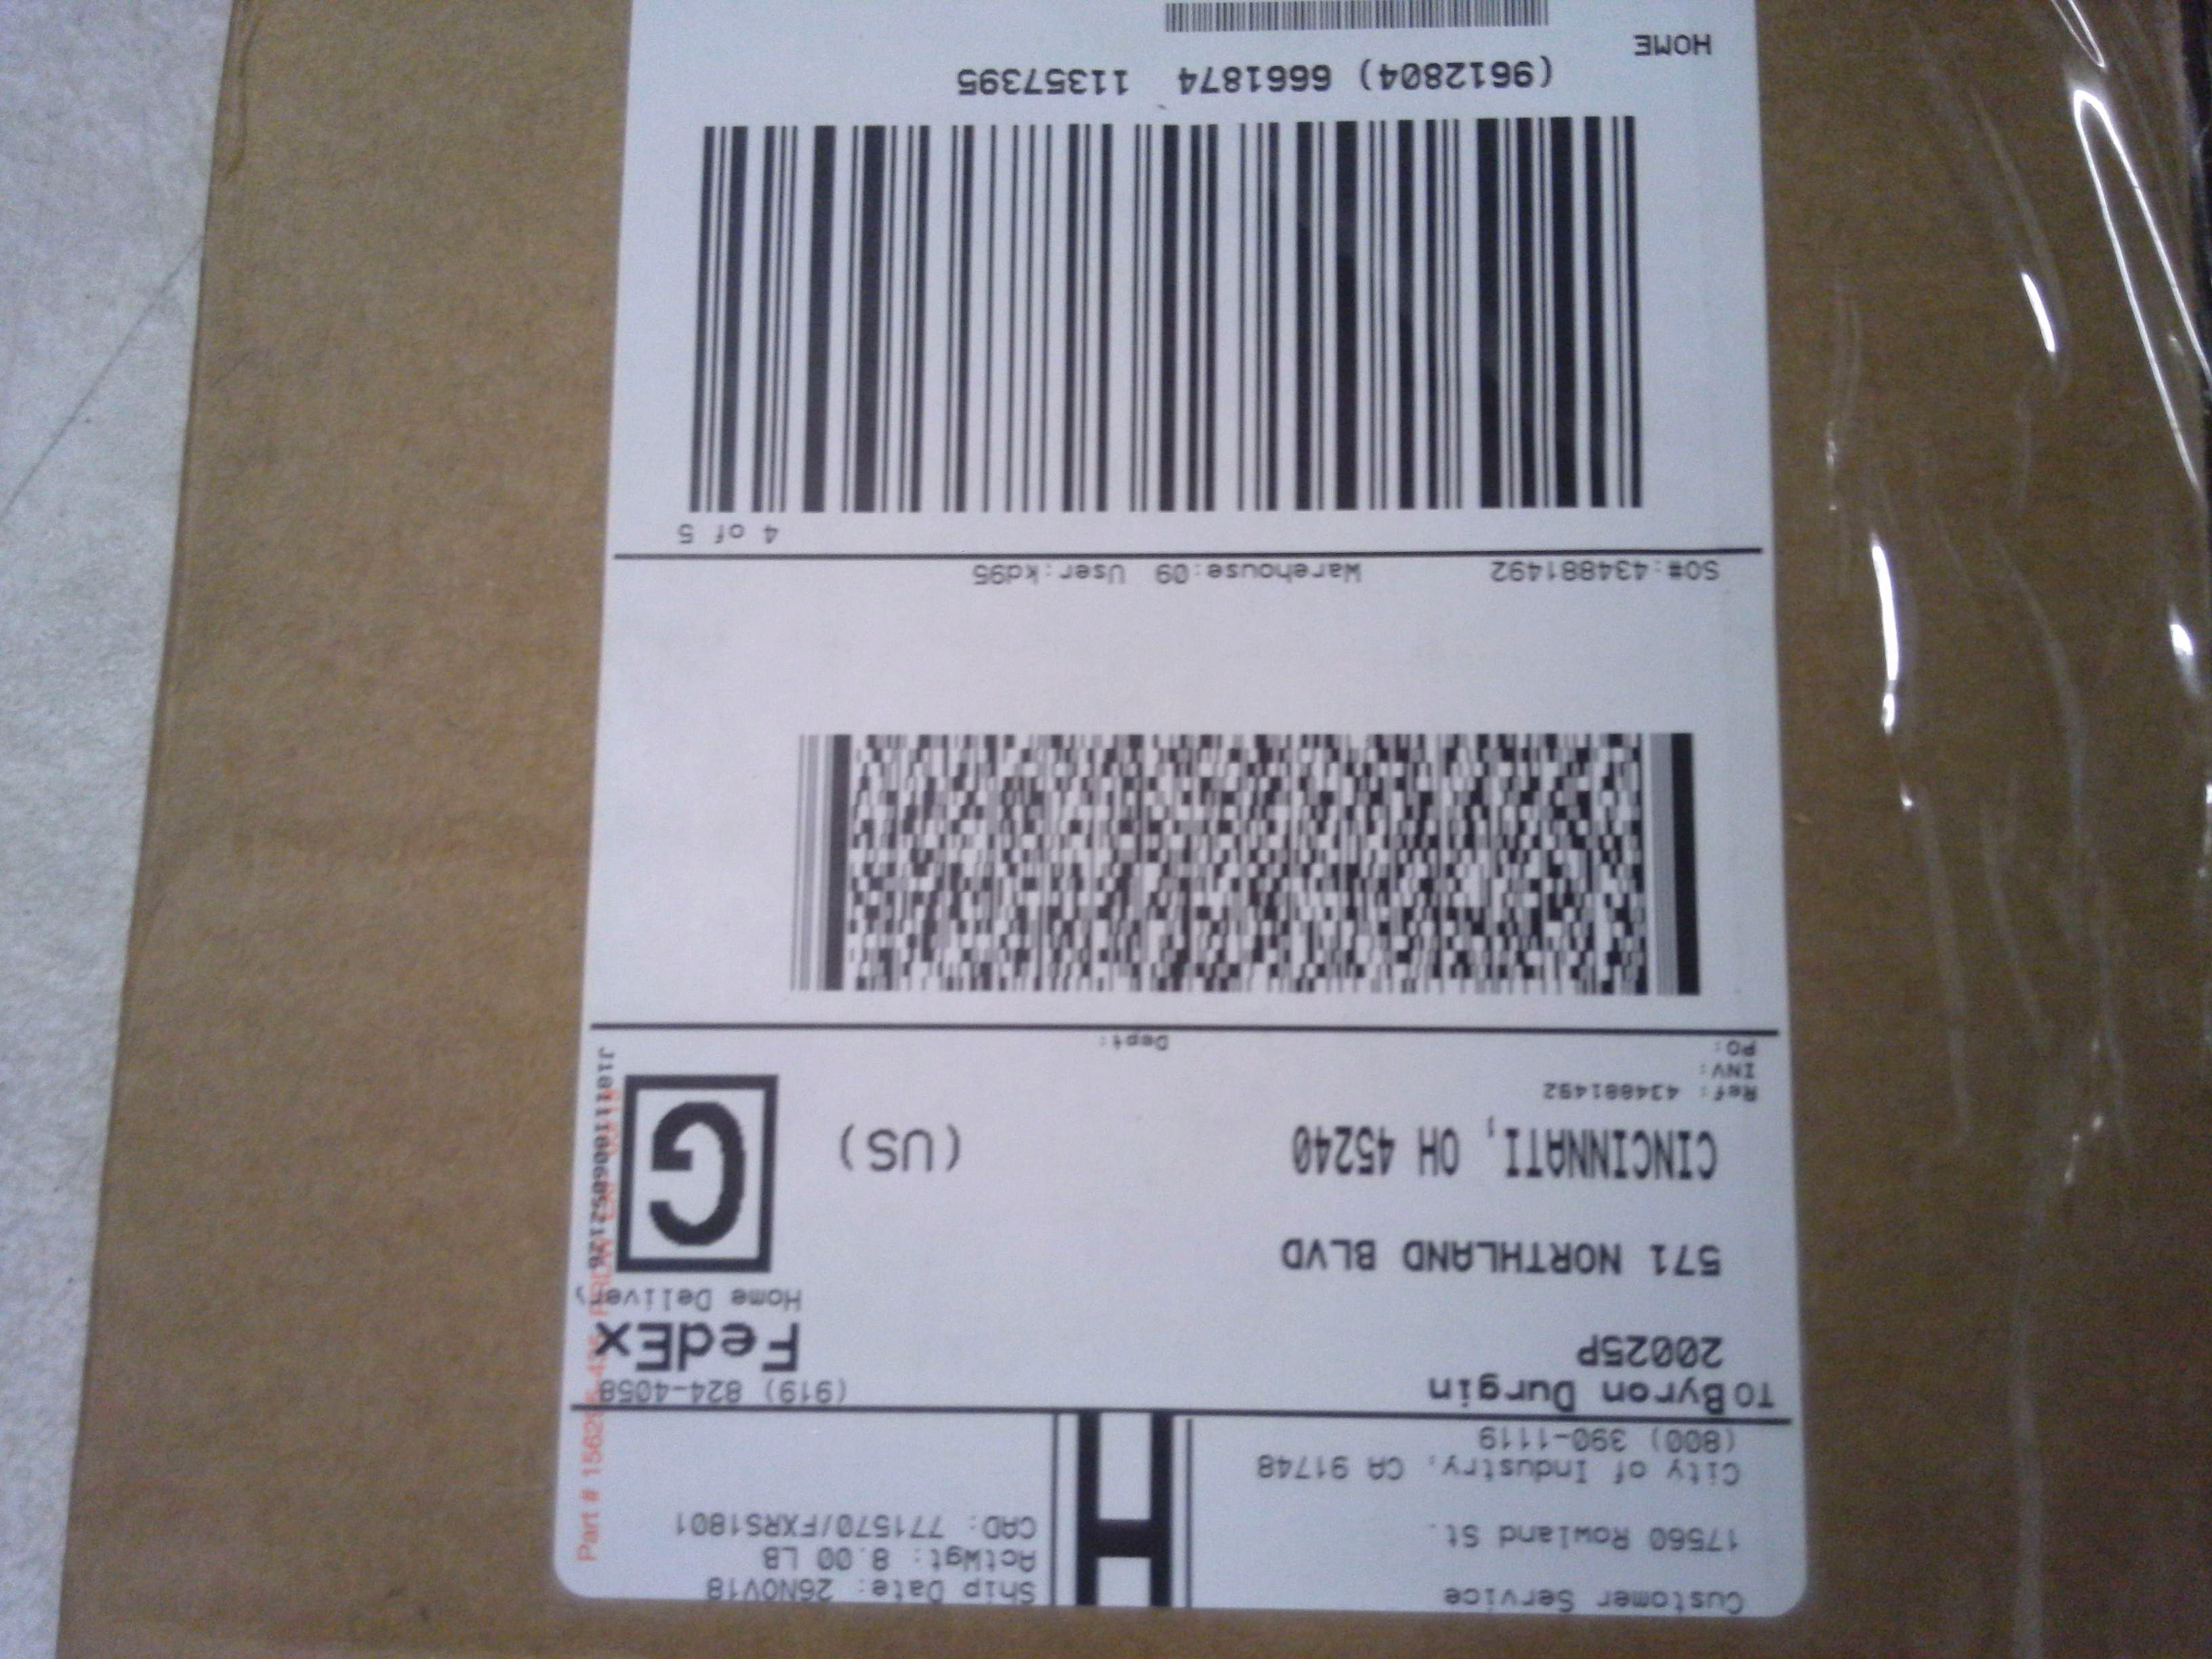 Customer Service
17560 Rowland St.
City of Industry, CA 91748
(800) 390-1119
Ship Date: 26NOV18
ActWgt: 8.00 LB
CAD: 771570/FXRS1801
H
TO Byron Durgin
20025P
571 NORTHLAND BLVD
CINCINNATI, OH 45240
(US)
(919) 824-4058
FedEx
Home Delivery
G
Ref: 434881492
INV:
PO:
Dept:
Part # 156297-435
SO#:434881492 Warehouse:09 User:kd95
4 of 5
(9612804) 6661874 11357395
HOME